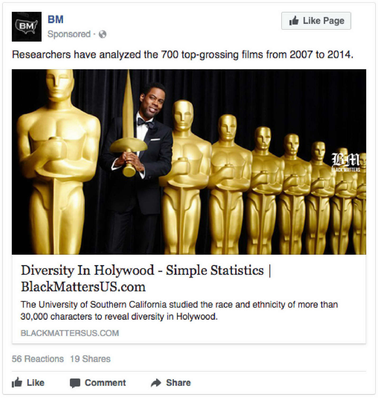 BM
BM
Sponsored ·
Like Page
Researchers have analyzed the 700 top-grossing films from 2007 to 2014.
BM
BLACK MATTERS
Diversity In Holywood - Simple Statistics |
BlackMattersUS.com
The University of Southern California studied the race and ethnicity of more than
30,000 characters to reveal diversity in Holywood.
BLACKMATTERSUS.COM
56 Reactions 19 Shares
Like Comment Share